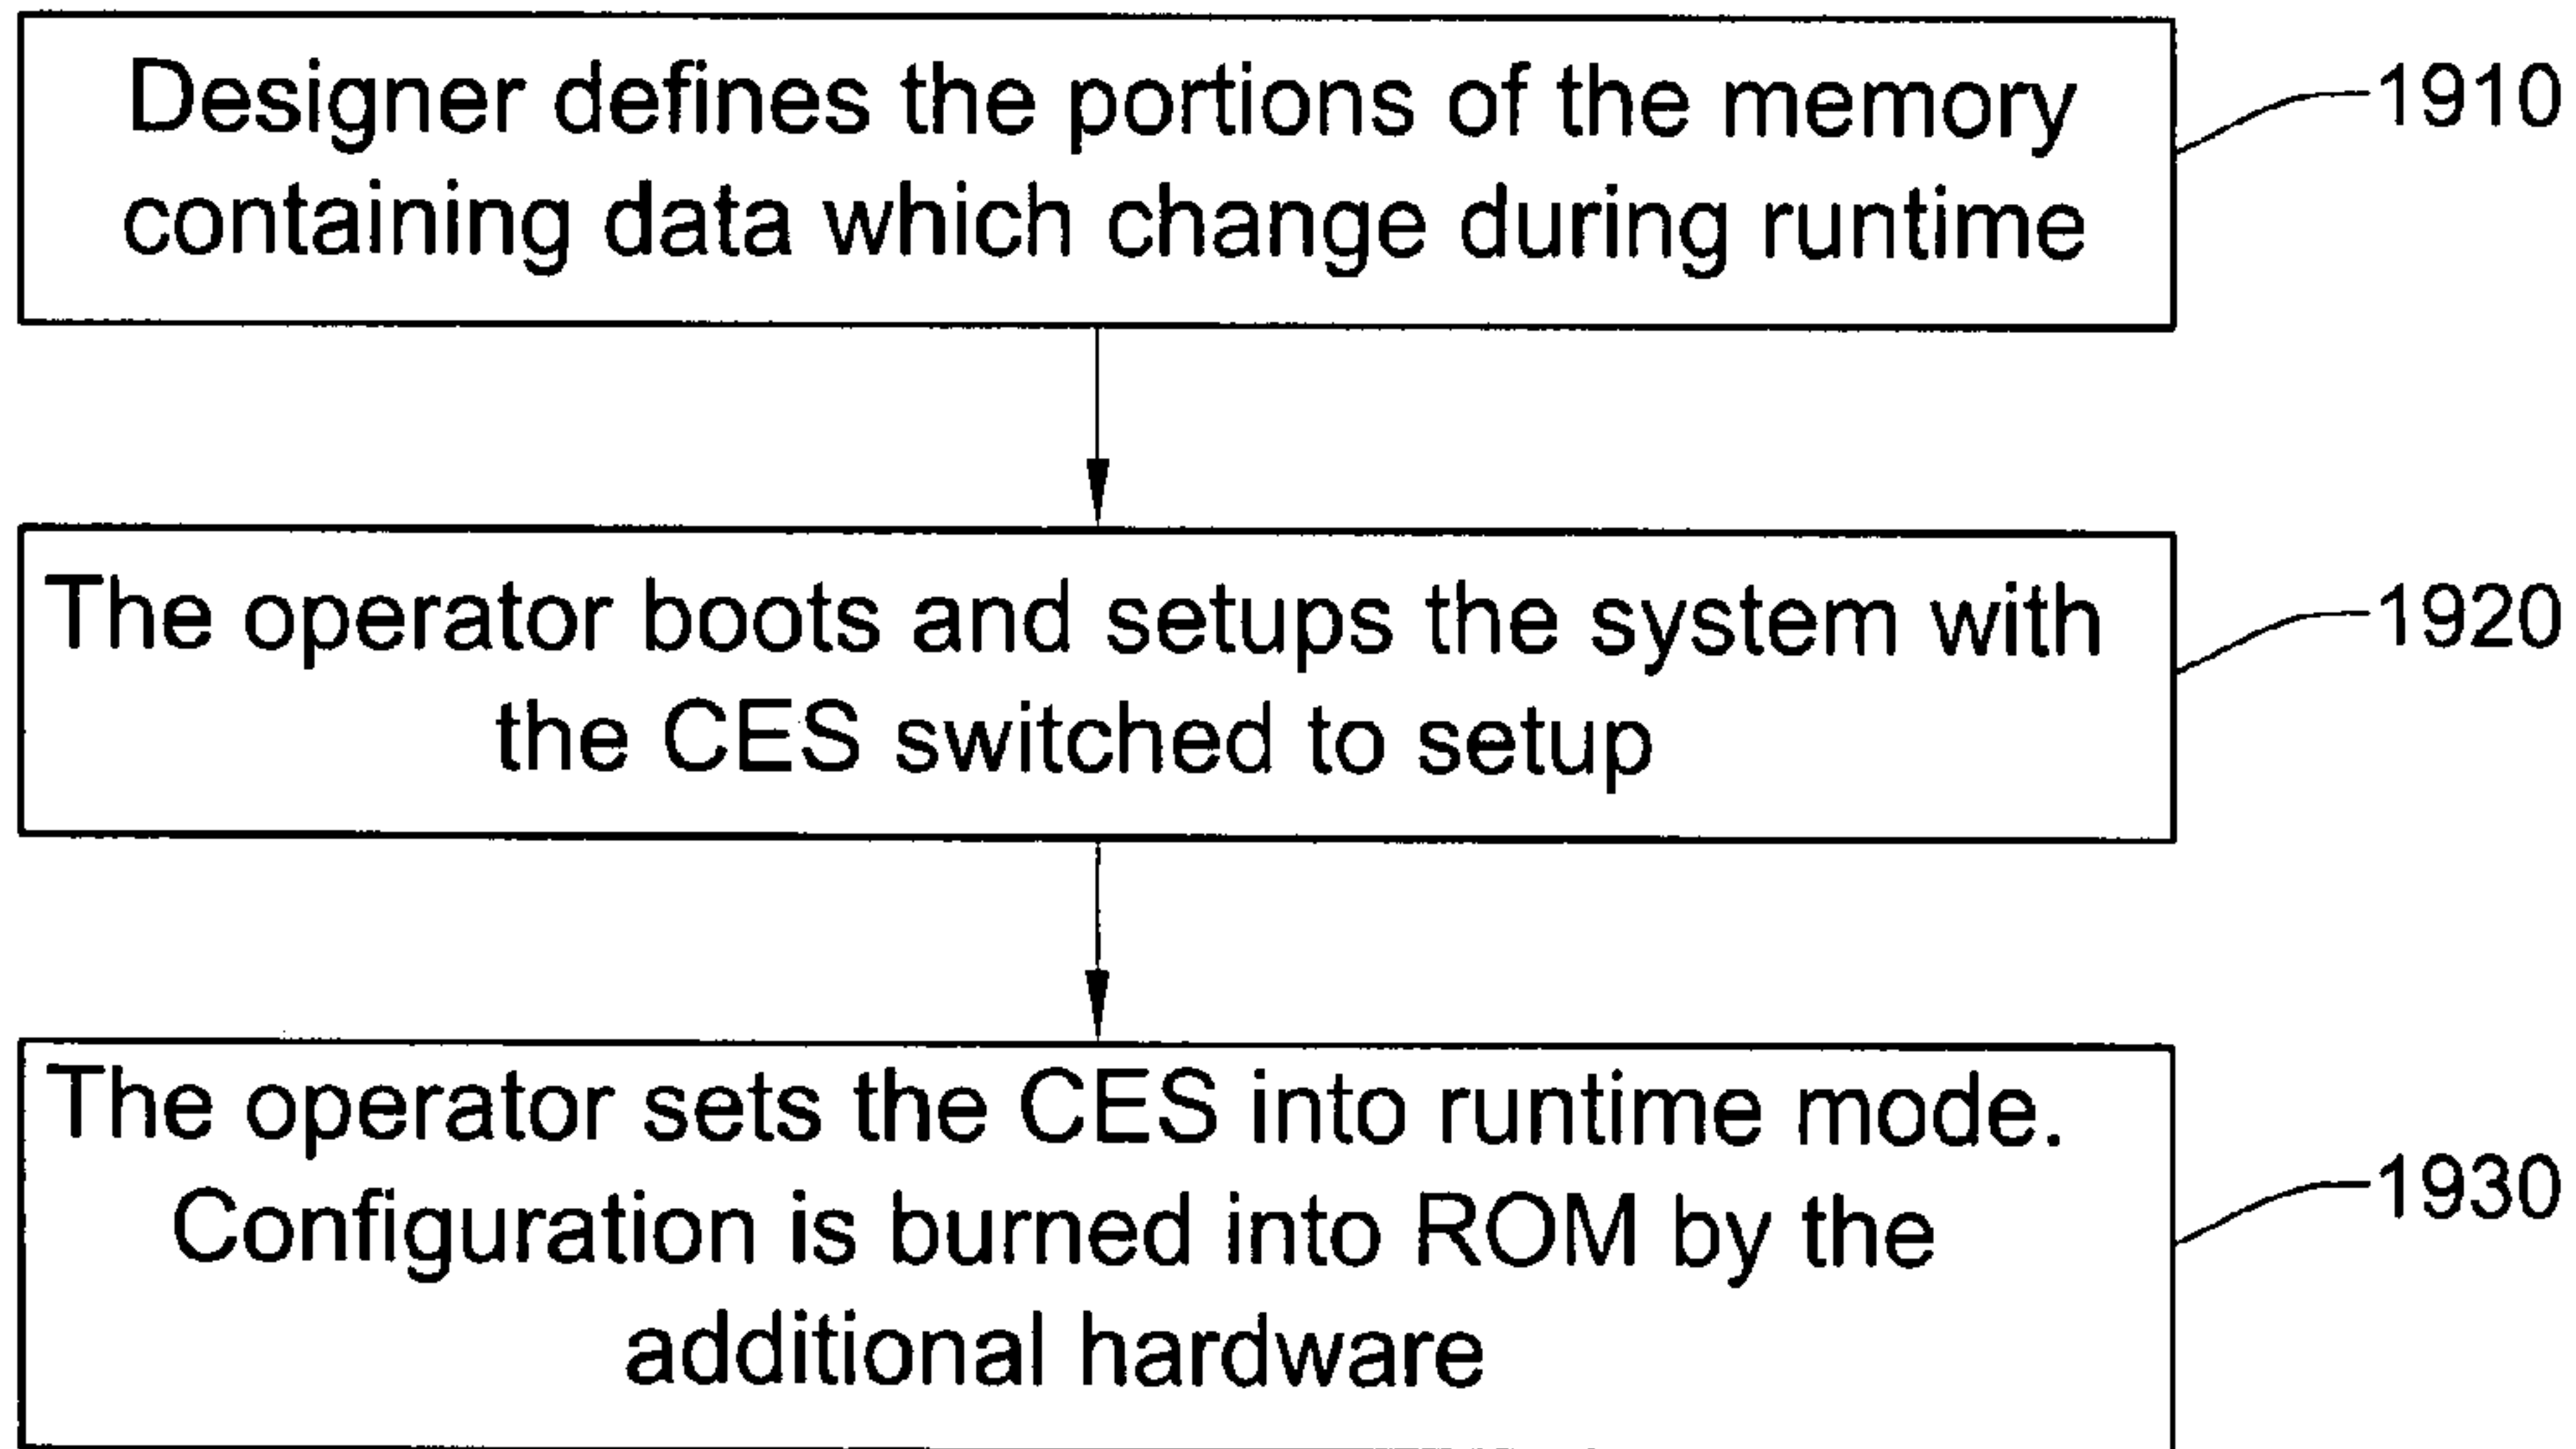 Designer defines the portions of the memory
containing data which change during runtime
1910
The operator boots and setups the system with
the CES switched to setup
1920
The operator sets the CES into runtime mode.
Configuration is burned into ROM by the
additional hardware
1930